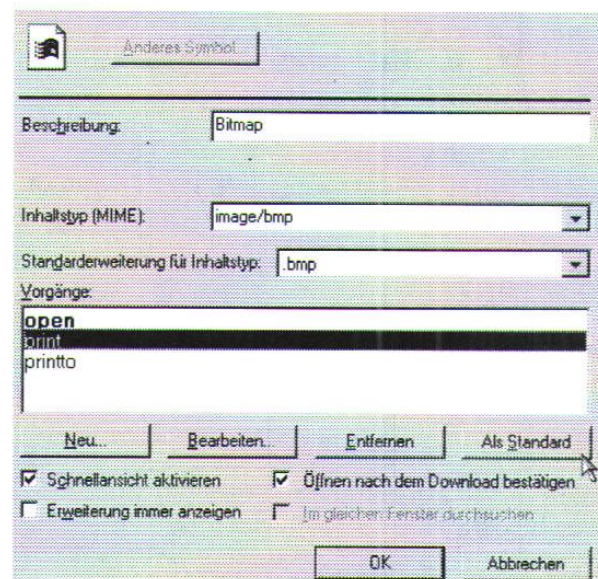 Anderes Symbol...
Beschreibung: Bitmap
Inhaltstyp (MIME): image/bmp
Standarderweiterung für Inhaltstyp: .bmp
Vorgänge:
open
print
printto
Neu... Bearbeiten... Entfernen Als Standard
Schnellansicht aktivieren Öffnen nach dem Download bestätigen
Erweiterung immer anzeigen Im gleichen Fenster durchsuchen
OK Abbrechen